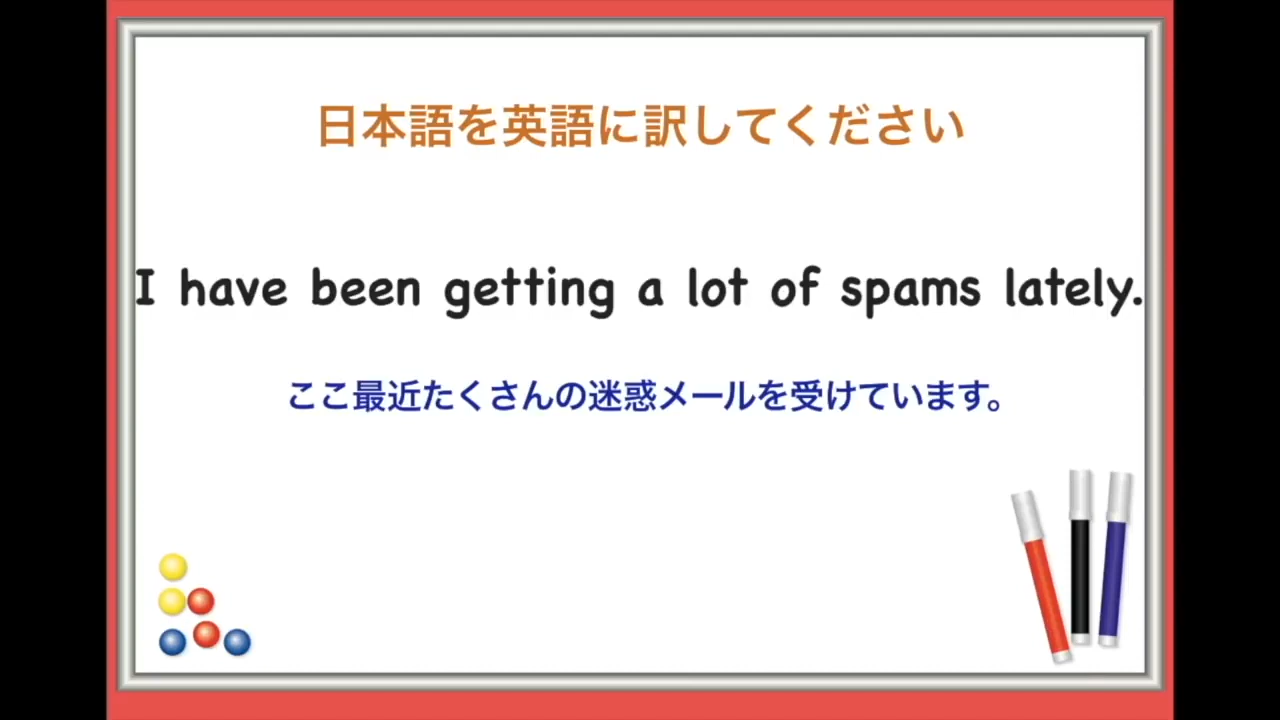 日本語を英語に訳してください
I have been getting a lot of spams lately.
ここ最近たくさんの迷惑メールを受けています。